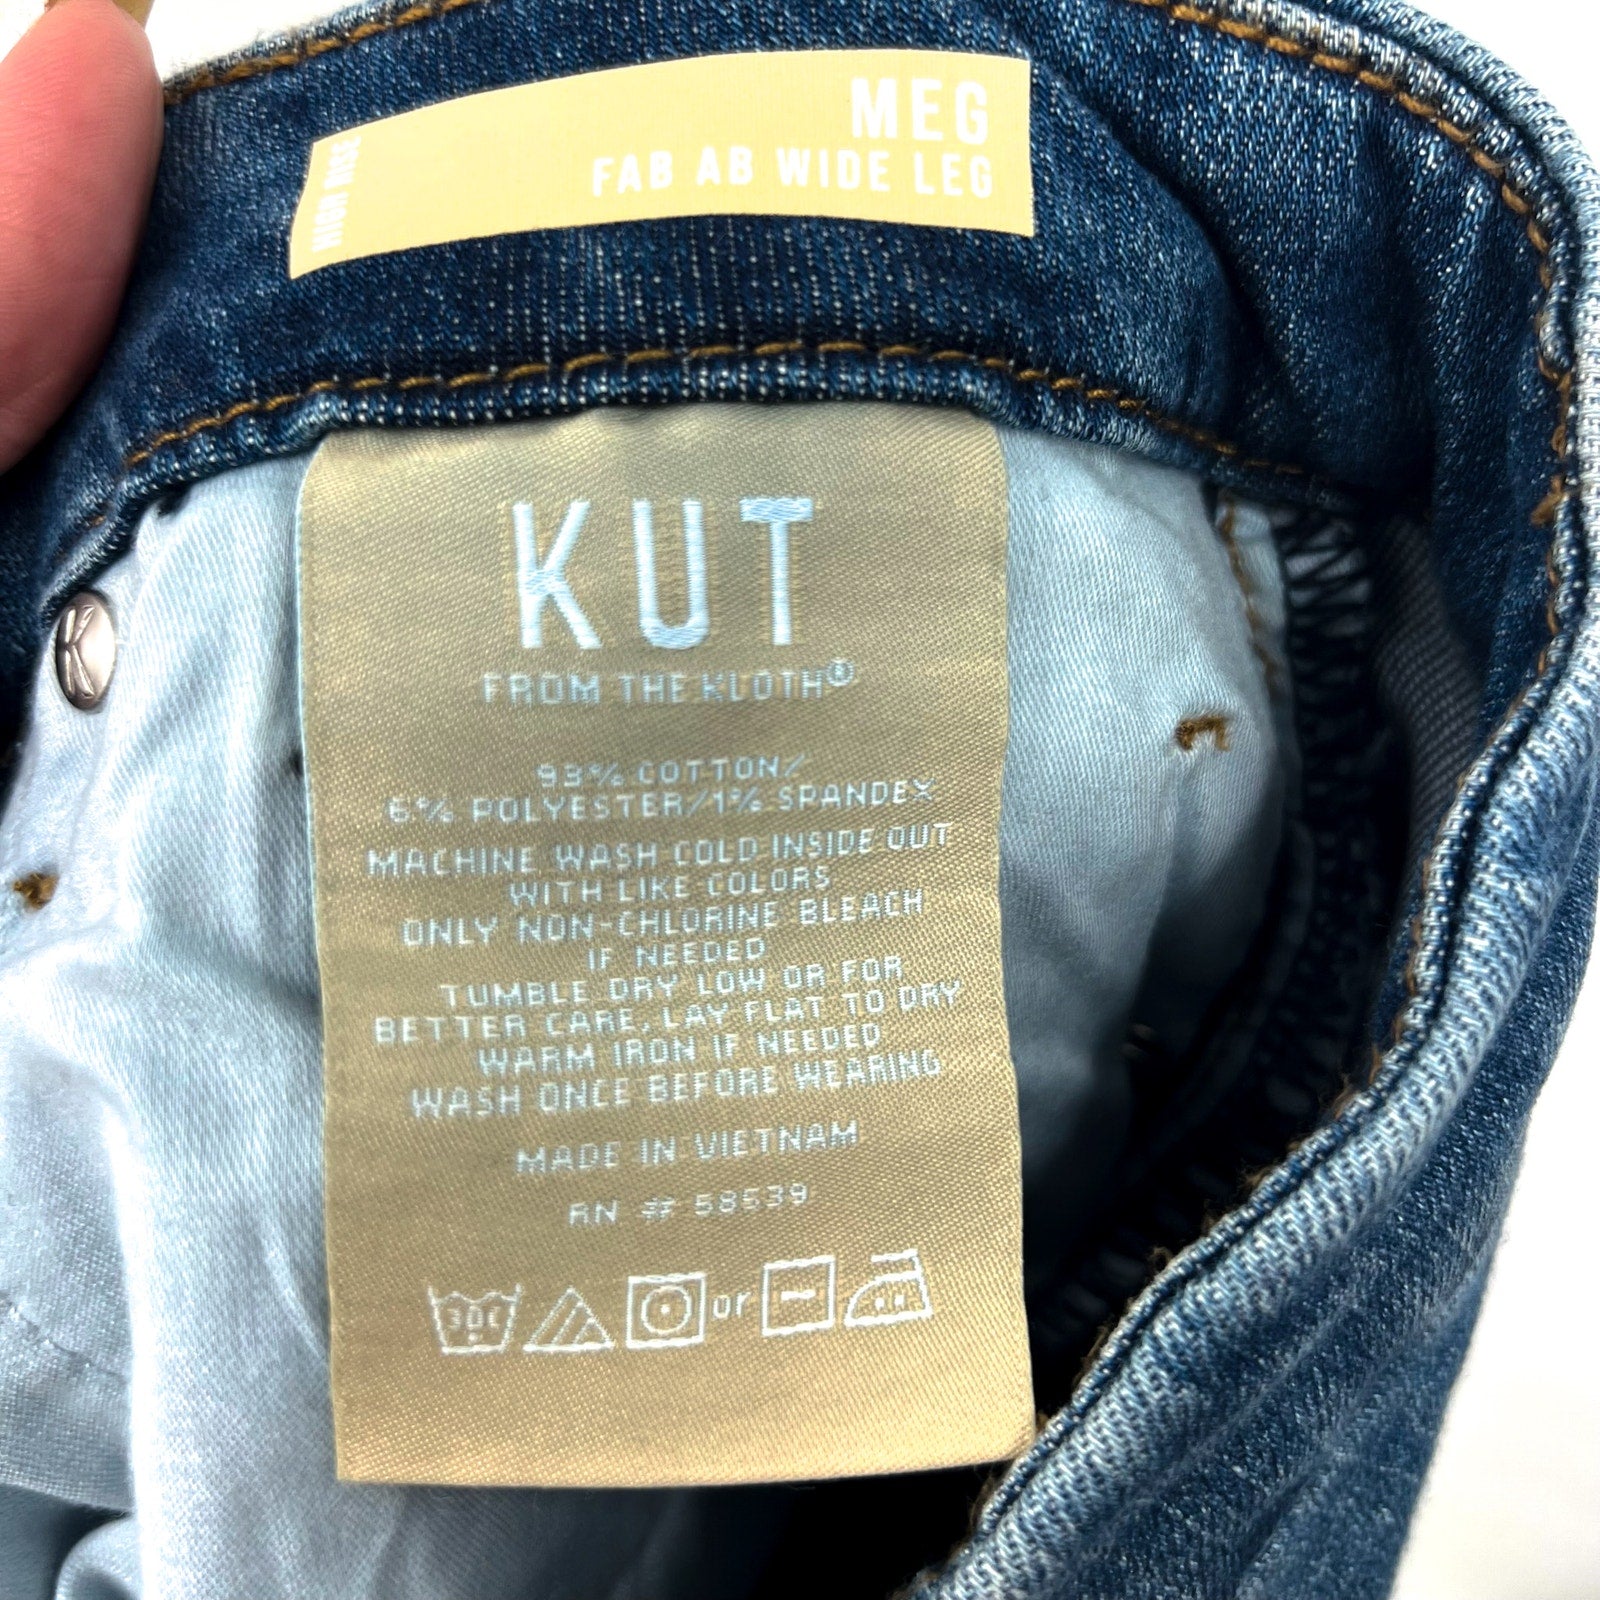 MEG
FAB AB WIDE LEG
HIGH RISE
KUT
FROM THE KLOTH®
93% COTTON/
6% POLYESTER/1% SPANDEX
MACHINE WASH COLD INSIDE OUT
WITH LIKE COLORS
ONLY NON-CHLORINE BLEACH
IF NEEDED
TUMBLE DRY LOW OR FOR
BETTER CARE, LAY FLAT TO DRY
WARM IRON IF NEEDED
WASH ONCE BEFORE WEARING
MADE IN VIETNAM
RN # 58639
30C
or
K